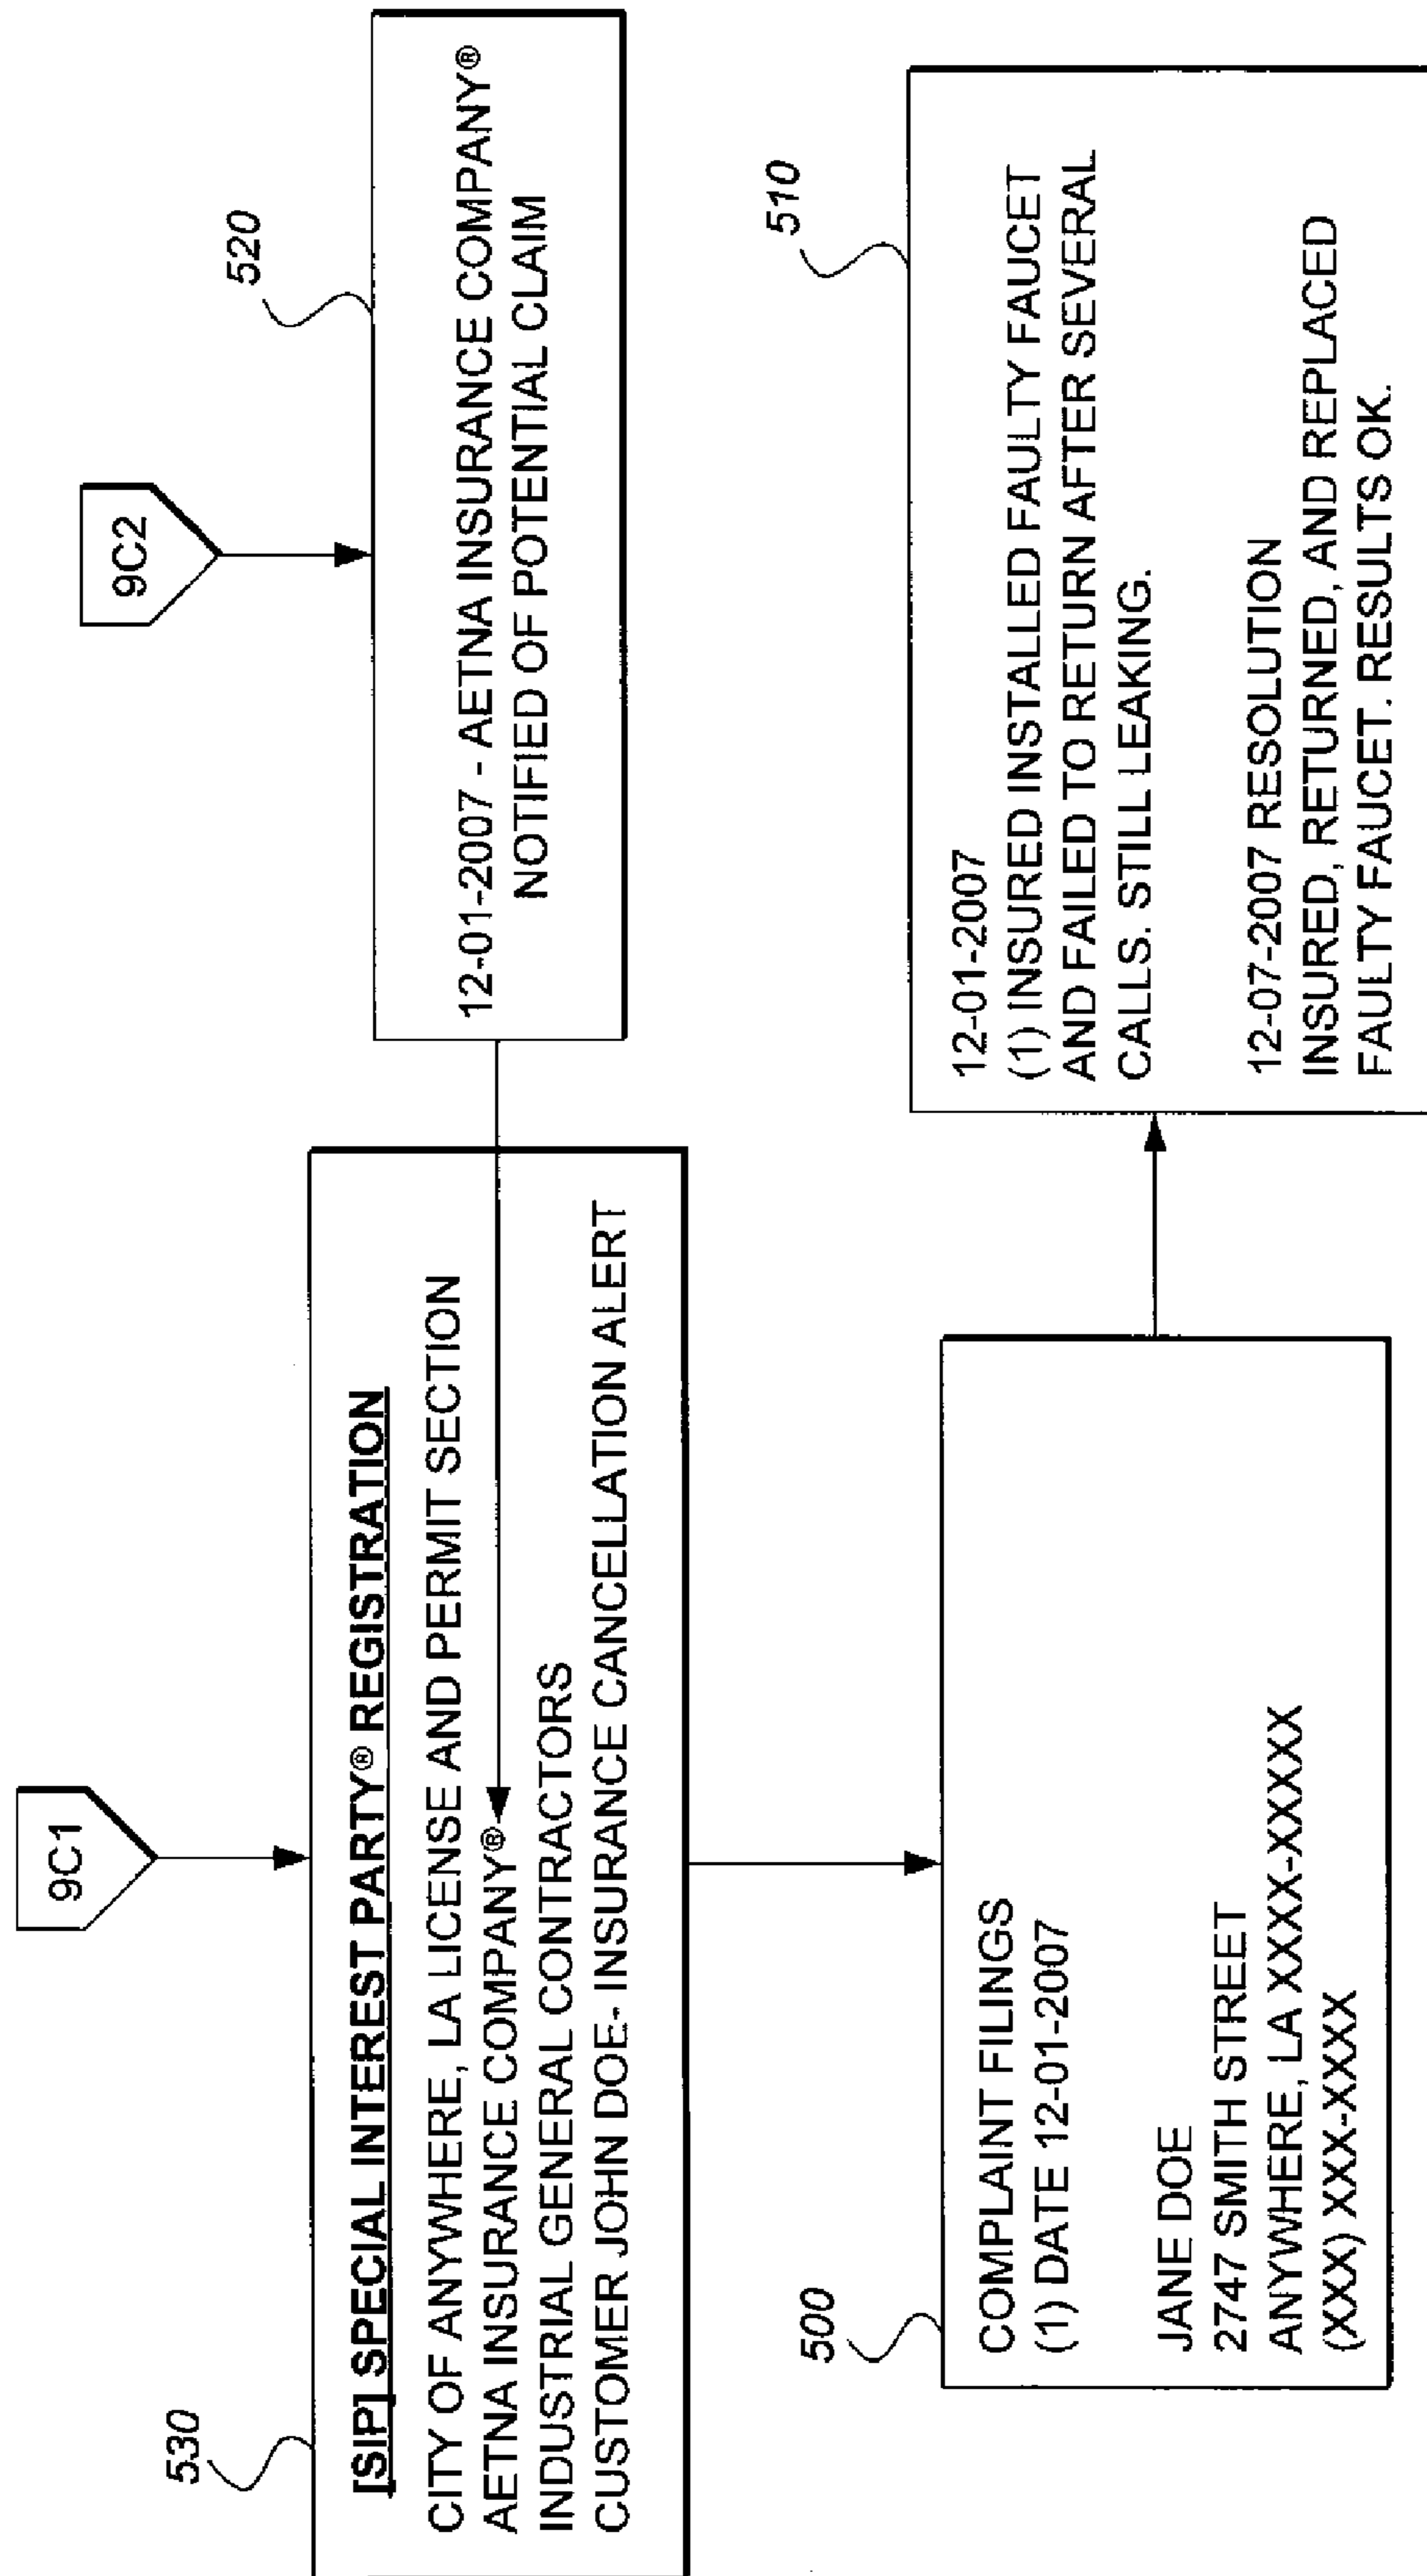 9C1
530
[SIP] SPECIAL INTEREST PARTY® REGISTRATION
CITY OF ANYWHERE, LA LICENSE AND PERMIT SECTION
AETNA INSURANCE COMPANY®
INDUSTRIAL GENERAL CONTRACTORS
CUSTOMER JOHN DOE- INSURANCE CANCELLATION ALERT
9C2
520
12-01-2007 - AETNA INSURANCE COMPANY®
NOTIFIED OF POTENTIAL CLAIM
500
COMPLAINT FILINGS
(1) DATE 12-01-2007
JANE DOE
2747 SMITH STREET
ANYWHERE, LA XXXX-XXXXX
(XXX) XXX-XXXX
510
12-01-2007
(1) INSURED INSTALLED FAULTY FAUCET
AND FAILED TO RETURN AFTER SEVERAL
CALLS. STILL LEAKING.
12-07-2007 RESOLUTION
INSURED, RETURNED, AND REPLACED
FAULTY FAUCET. RESULTS OK.